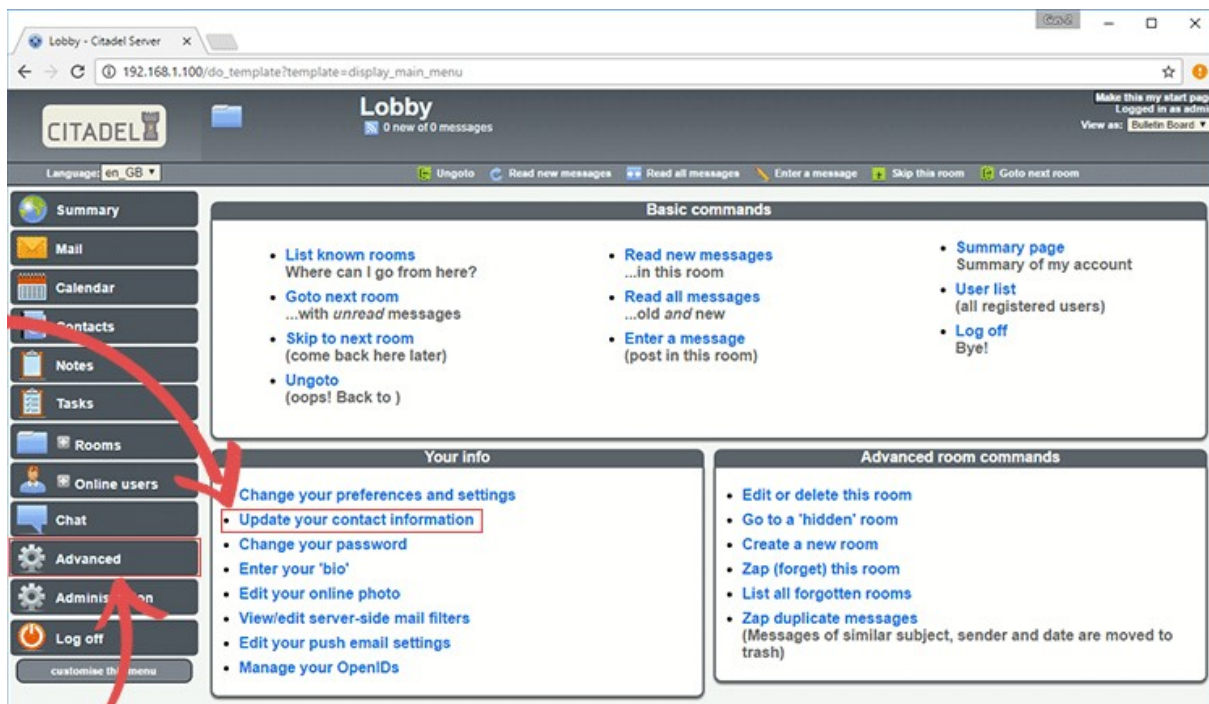 Lobby - Citadel Server
192.168.1.100/do_template?template=display_main_menu
CITADEL
Lobby
0 new of 0 messages
Make this my start pag
Logged in as admi
View as: Bulletin Board
Language: en_GB
Ungoto
Read new messages
Read all messages
Enter a message
Skip this room
Goto next room
Summary
Mail
Calendar
Contacts
Notes
Tasks
Rooms
Online users
Chat
Advanced
Log off
customise menu
Basic commands
List known rooms
Where can I go from here?
Goto next room
...with unread messages
Skip to next room
(come back here later)
Ungoto
(oops! Back to )
Read new messages
...in this room
Read all messages
...old and new
Enter a message
(post in this room)
Summary page
Summary of my account
User list
(all registered users)
Log off
Bye!
Your info
Change your preferences and settings
Update your contact information
Change your password
Enter your 'bio'
Edit your online photo
View/edit server-side mail filters
Edit your push email settings
Manage your OpenIDs
Advanced room commands
Edit or delete this room
Go to a 'hidden' room
Create a new room
Zap (forget) this room
List all forgotten rooms
Zap duplicate messages
(Messages of similar subject, sender and date are moved to
trash)